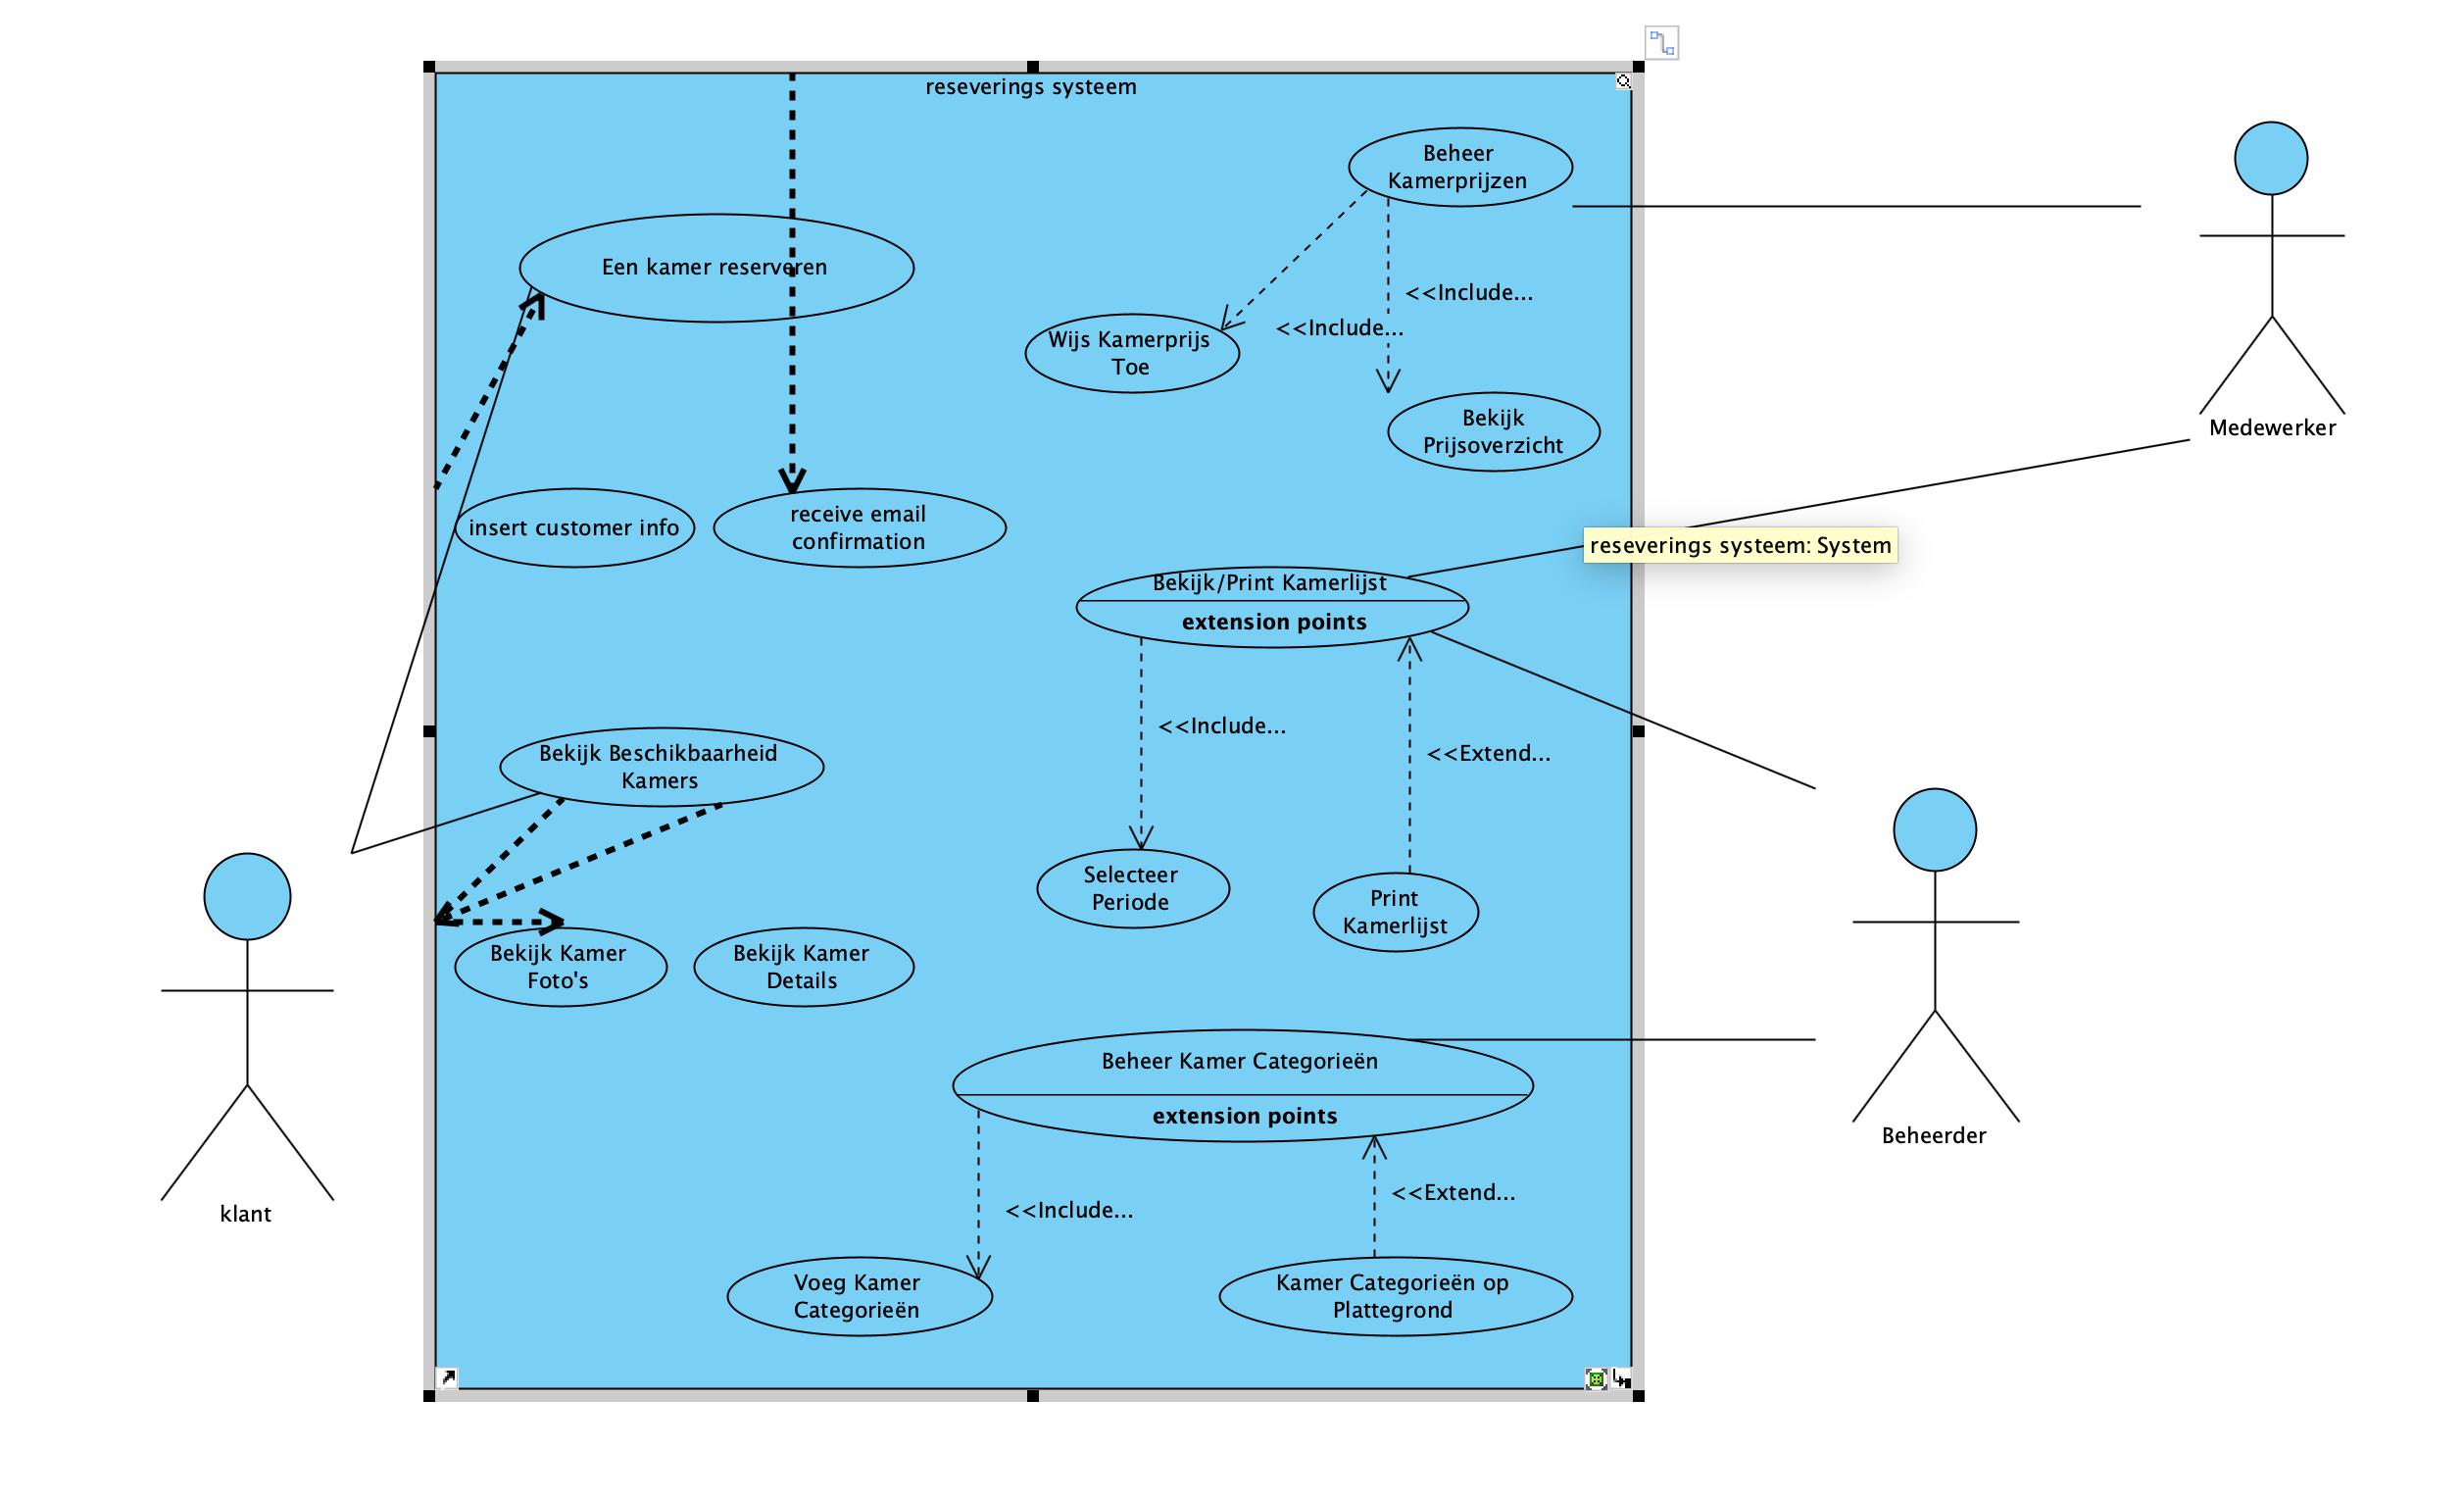 reseverings systeem
Beheer
Kamerprijzen
Een kamer reserveren
<<Include...
<<Include...
Wijs Kamerprijs
Toe
Bekijk
Prijsoverzicht
Medewerker
insert customer info
receive email
confirmation
reseverings systeem: System
Bekijk/Print Kamerlijst
extension points
<<Include...
<<Extend...
Bekijk Beschikbaarheid
Kamers
Selecteer
Periode
Print
Kamerlijst
Bekijk Kamer
Foto's
Bekijk Kamer
Details
Beheer Kamer Categorieën
extension points
Beheerder
<<Include...
<<Extend...
klant
Voeg Kamer
Categorieën
Kamer Categorieën op
Plattegrond